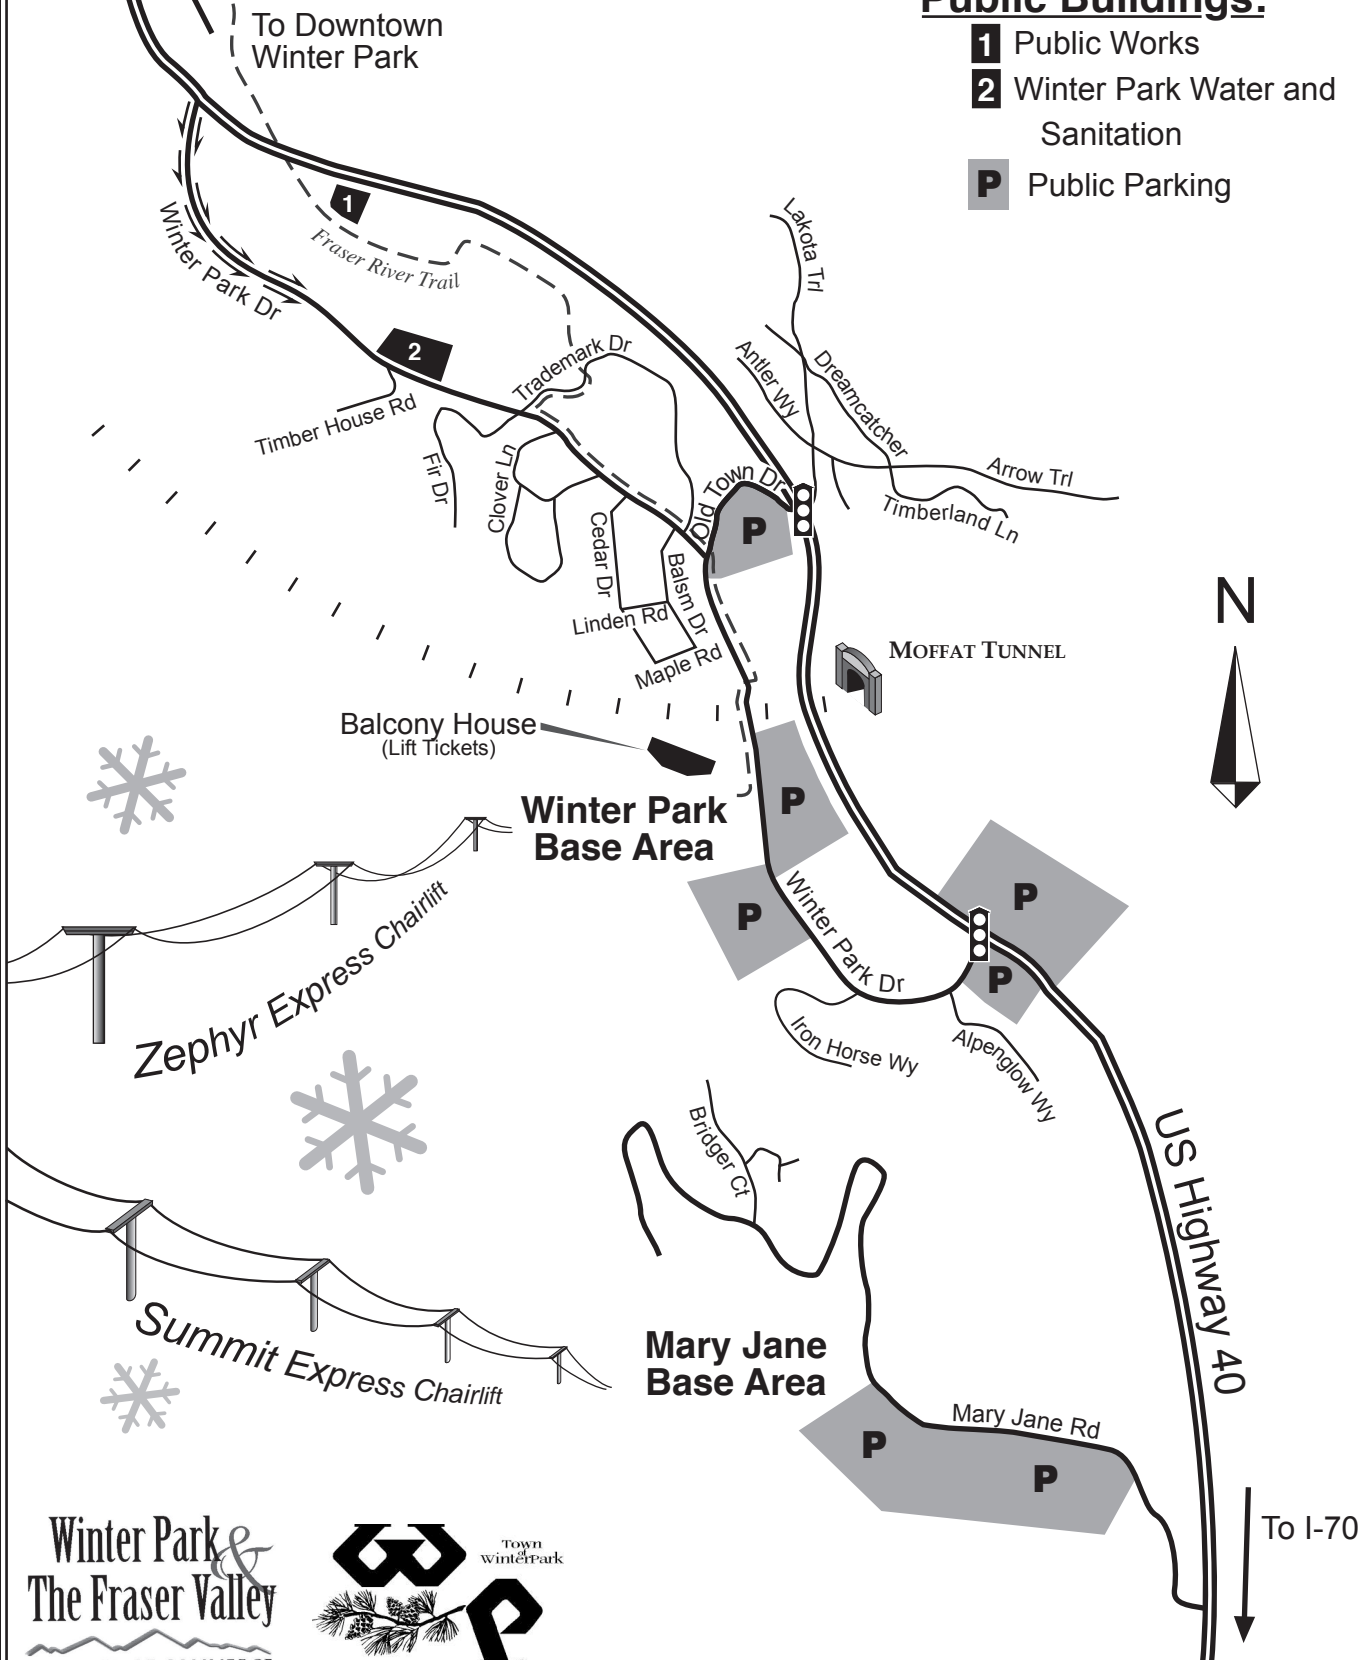 To Downtown
Winter Park
Public Buildings:
1 Public Works
2 Winter Park Water and
Sanitation
P Public Parking
1
Fraser River Trail
Winter Park Dr
2
Timber House Rd
Trademark Dr
Fir Dr
Clover Ln
Cedar Dr
Balsm Dr
Linden Rd
Maple Rd
Old Town Dr
P
Lakota Trl
Antler Wy
Dreamcatcher
Arrow Trl
Timberland Ln
N
MOFFAT TUNNEL
Balcony House
(Lift Tickets)
Winter Park
Base Area
P
P
P
P
Winter Park Dr
Iron Horse Wy
Alpenglow Wy
Zephyr Express Chairlift
Bridger Ct
US Highway 40
Summit Express Chairlift
Mary Jane
Base Area
Mary Jane Rd
P
P
To I-70
Winter Park &
The Fraser Valley
Town
of
WinterPark